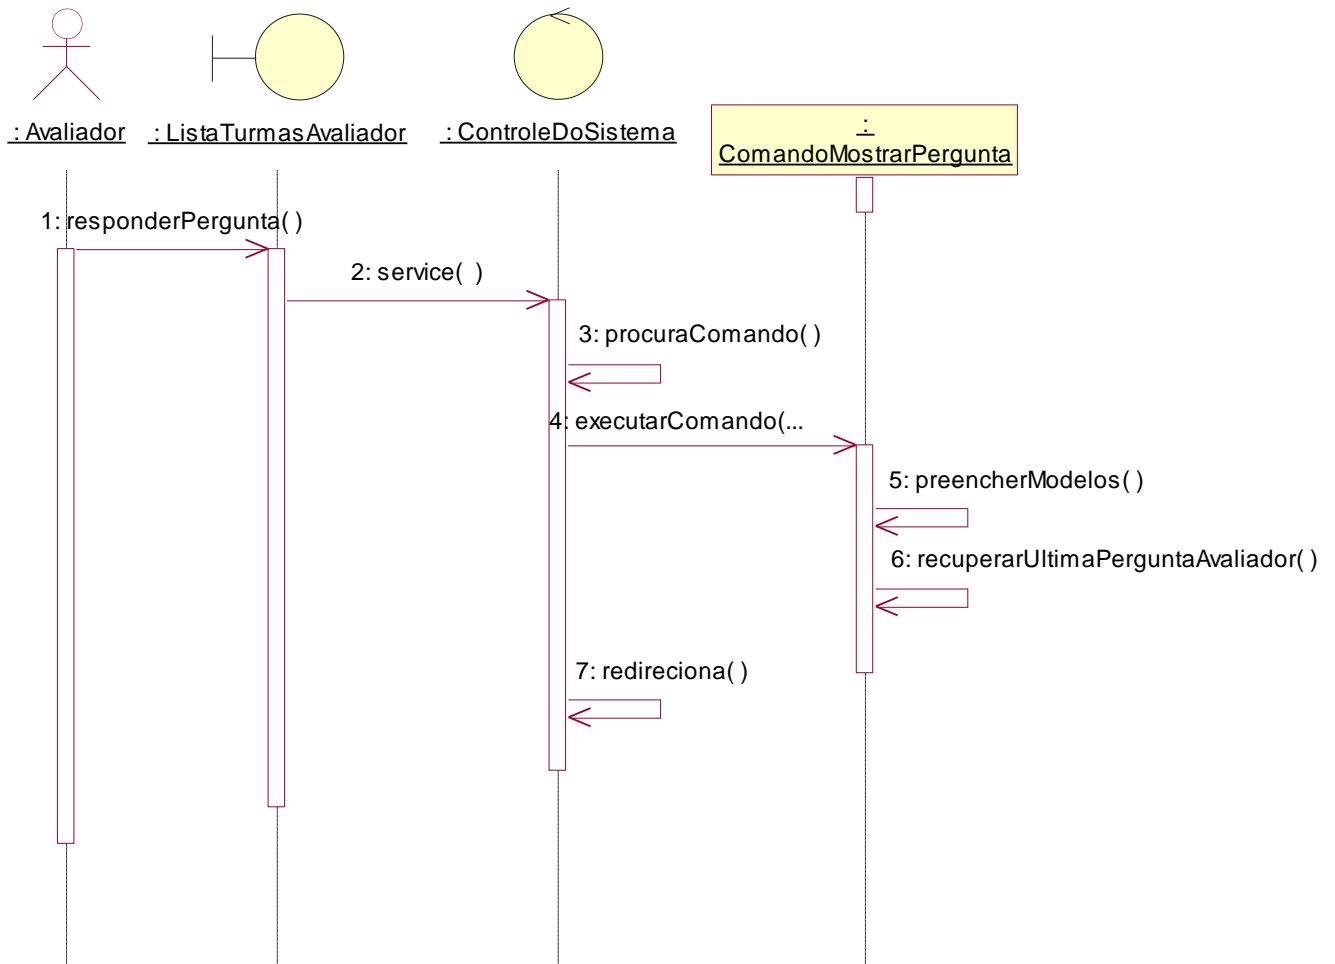 : Avaliador
: ListaTurmasAvaliador
: ControleDoSistema
:
ComandoMostrarPergunta
1: responderPergunta( )
2: service( )
3: procuraComando( )
4: executarComando(...
5: preencherModelos( )
6: recuperarUltimaPerguntaAvaliador( )
7: redireciona( )